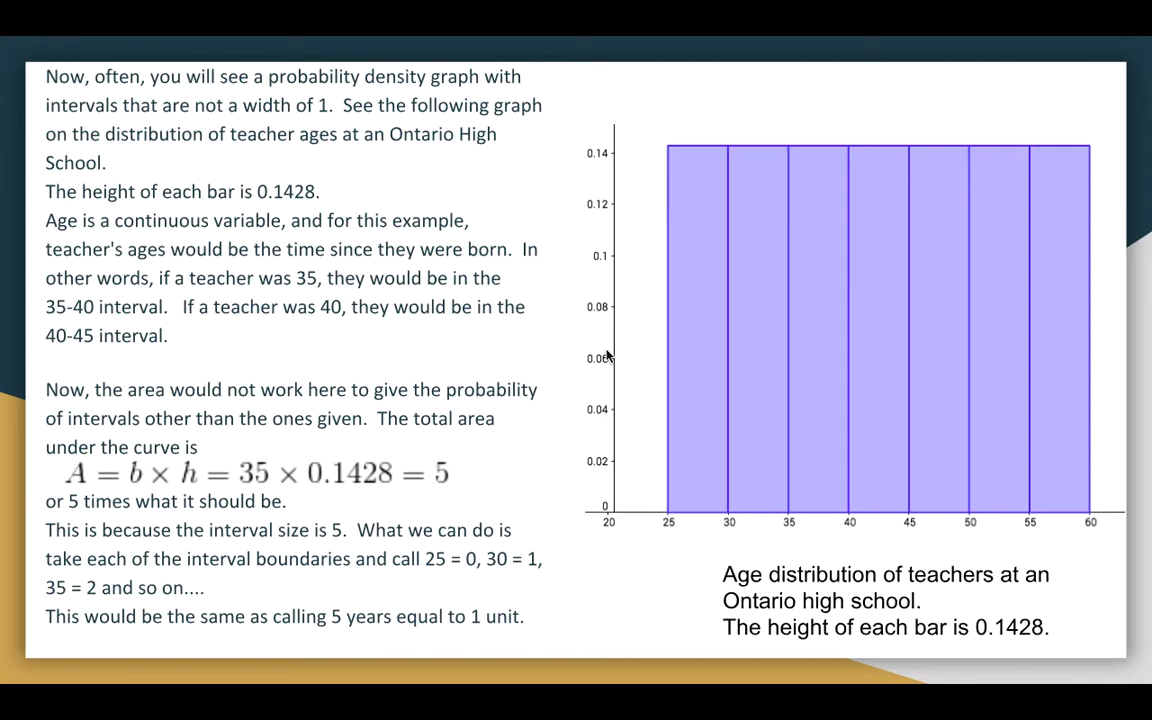 Now, often, you will see a probability density graph with
intervals that are not a width of 1.  See the following graph
on the distribution of teacher ages at an Ontario High
School.
The height of each bar is 0.1428.
Age is a continuous variable, and for this example,
teacher's ages would be the time since they were born.  In
other words, if a teacher was 35, they would be in the
35-40 interval.   If a teacher was 40, they would be in the
40-45 interval.
Now, the area would not work here to give the probability
of intervals other than the ones given.  The total area
under the curve is
A = b × h = 35 × 0.1428 = 5
or 5 times what it should be.
This is because the interval size is 5.  What we can do is
take each of the interval boundaries and call 25 = 0, 30 = 1,
35 = 2 and so on....
This would be the same as calling 5 years equal to 1 unit.
0.14
0.12
0.1
0.08
0.06
0.04
0.02
0
20 25 30 35 40 45 50 55 60
Age distribution of teachers at an
Ontario high school.
The height of each bar is 0.1428.